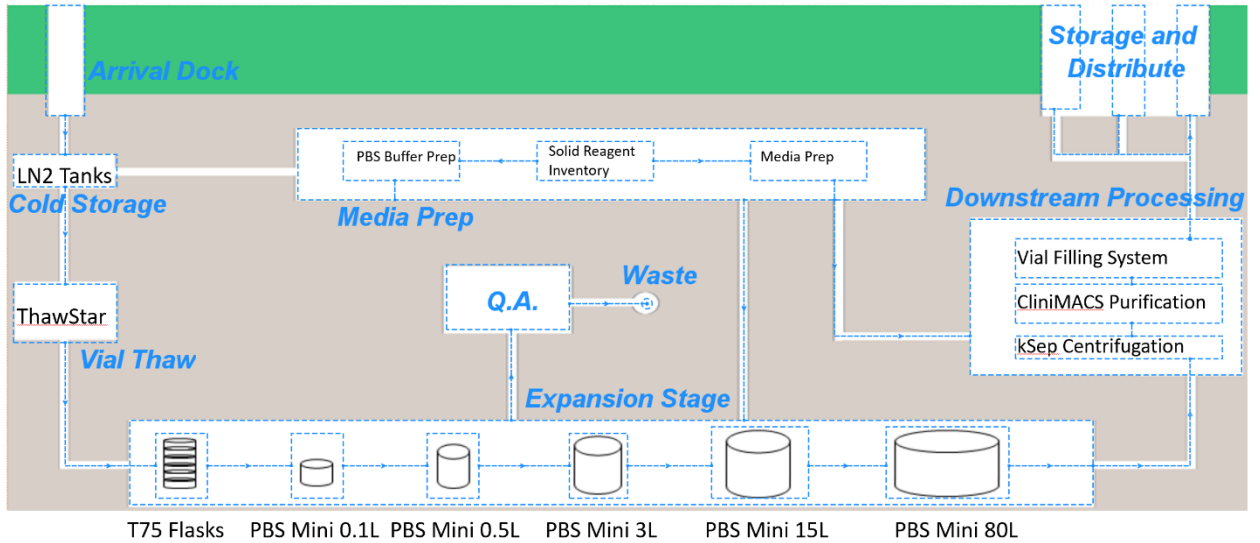 Arrival Dock
Storage and
Distribute
LN2 Tanks
Cold Storage
PBS Buffer Prep
Solid Reagent
Inventory
Media Prep
Media Prep
Downstream Processing
Vial Filling System
CliniMACS Purification
kSep Centrifugation
Q.A.
Waste
ThawStar
Vial Thaw
Expansion Stage
T75 Flasks
PBS Mini 0.1L
PBS Mini 0.5L
PBS Mini 3L
PBS Mini 15L
PBS Mini 80L